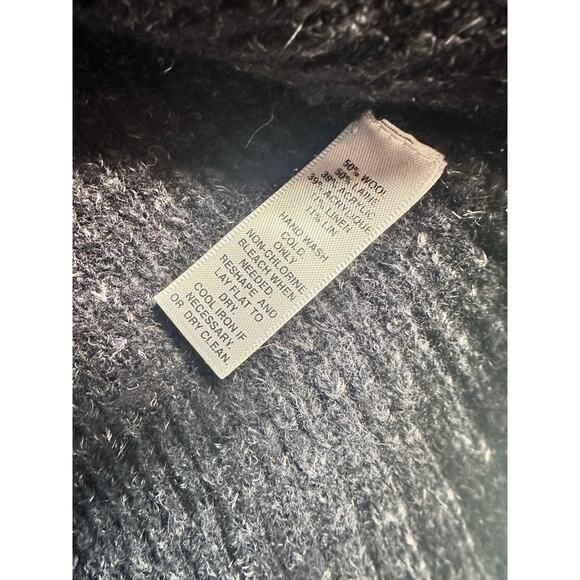 50% WOOL
50% LAINE
39% ACRYLIC
39% ACRYLIQUE
11% LINEN
11% LIN
HAND WASH
COLD.
ONLY
NON-CHLORINE
BLEACH WHEN
NEEDED
RESHAPE AND
LAY FLAT TO
DRY.
COOL IRON IF
NECESSARY.
OR DRY CLEAN.